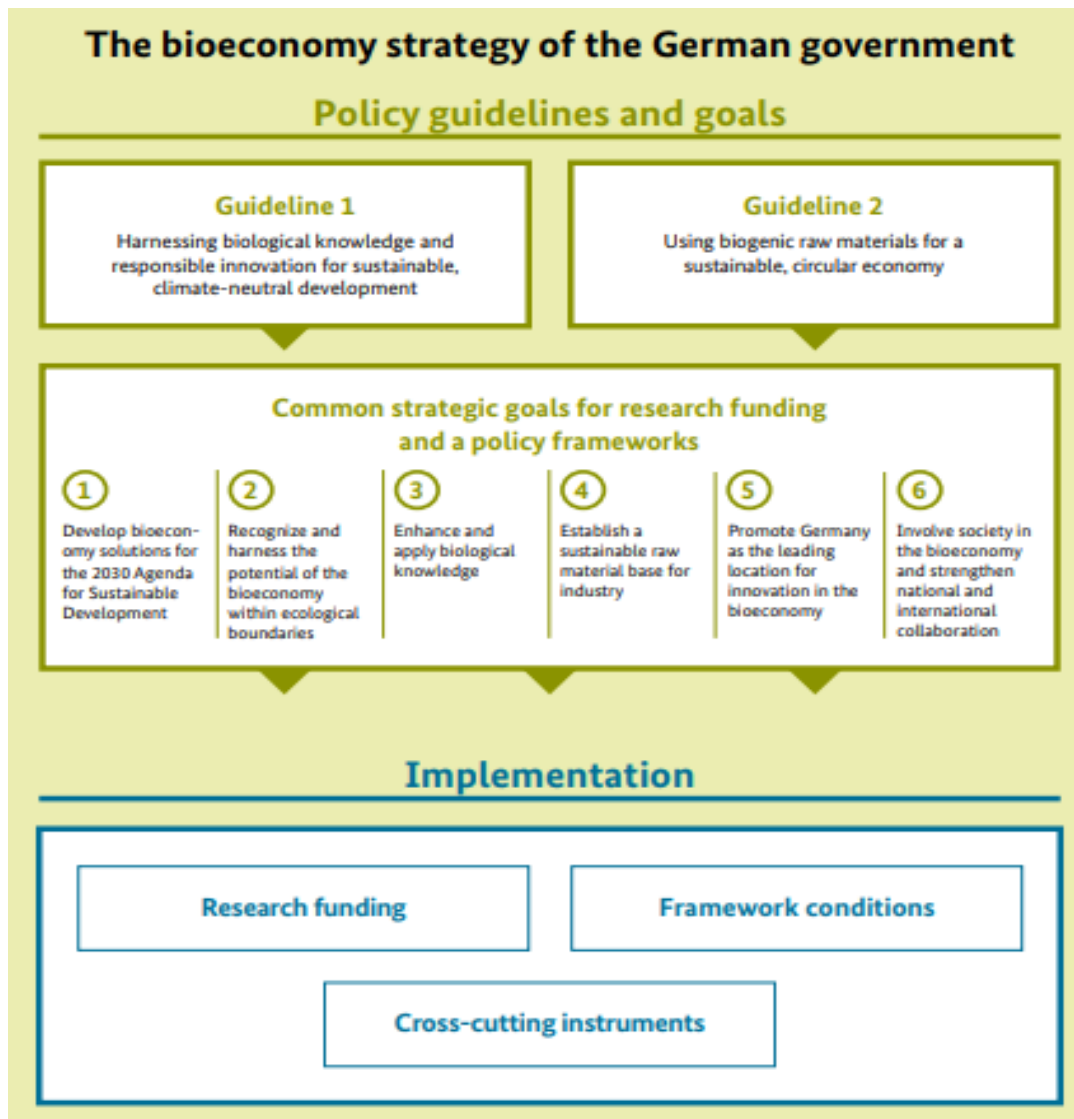 The bioeconomy strategy of the German government
Policy guidelines and goals
Guideline 1
Harnessing biological knowledge and
responsible innovation for sustainable,
climate-neutral development
Guideline 2
Using biogenic raw materials for a
sustainable, circular economy
Common strategic goals for research funding
and a policy frameworks
1
Develop bioecon-
omy solutions for
the 2030 Agenda
for Sustainable
Development
2
Recognize and
harness the
potential of the
bioeconomy
within ecological
boundaries
3
Enhance and
apply biological
knowledge
4
Establish a
sustainable raw
material base for
industry
5
Promote Germany
as the leading
location for
innovation in the
bioeconomy
6
Involve society in
the bioeconomy
and strengthen
national and
international
collaboration
Implementation
Research funding
Framework conditions
Cross-cutting instruments